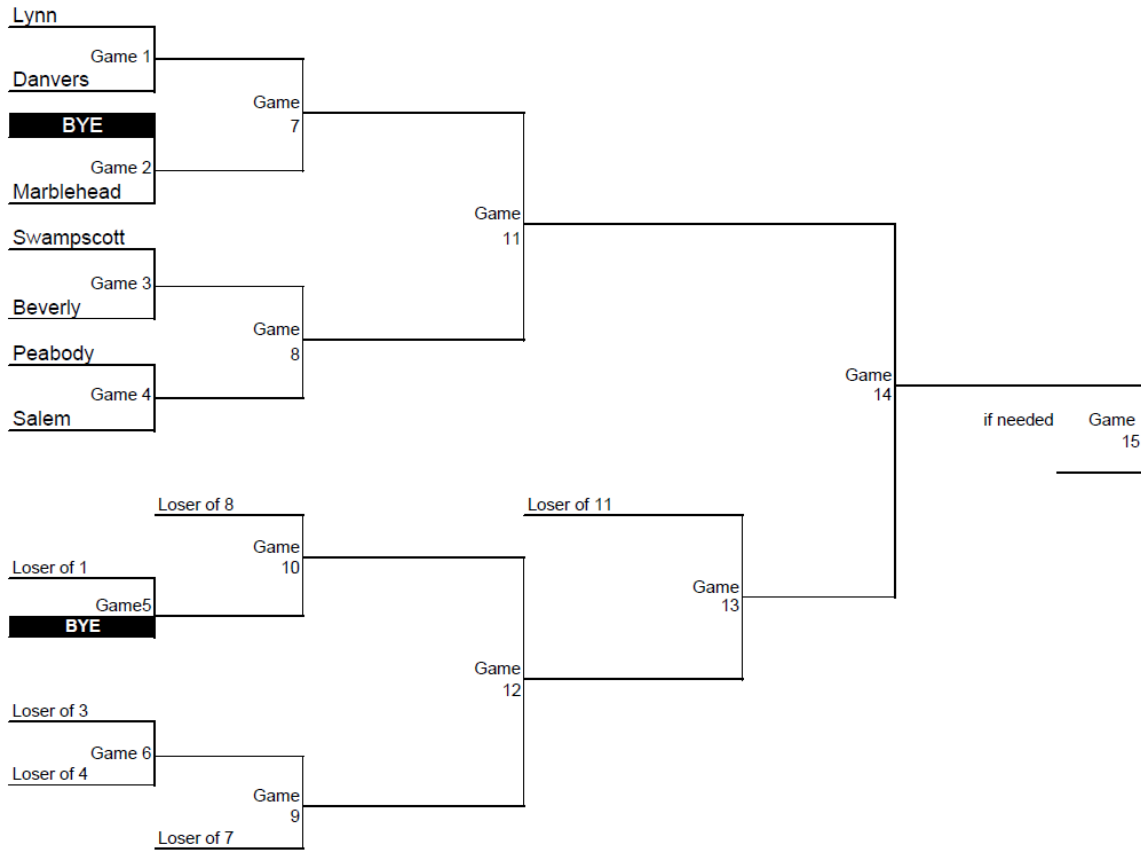 Lynn
Game 1
Danvers
BYE
Game 2
Marblehead
Game
7
Swampscott
Game 3
Beverly
Peabody
Game 4
Salem
Game
8
Game
11
Game
14
if needed
Game
15
Loser of 8
Game
10
Loser of 1
Game5
BYE
Loser of 11
Game
13
Game
12
Loser of 3
Game 6
Loser of 4
Game
9
Loser of 7